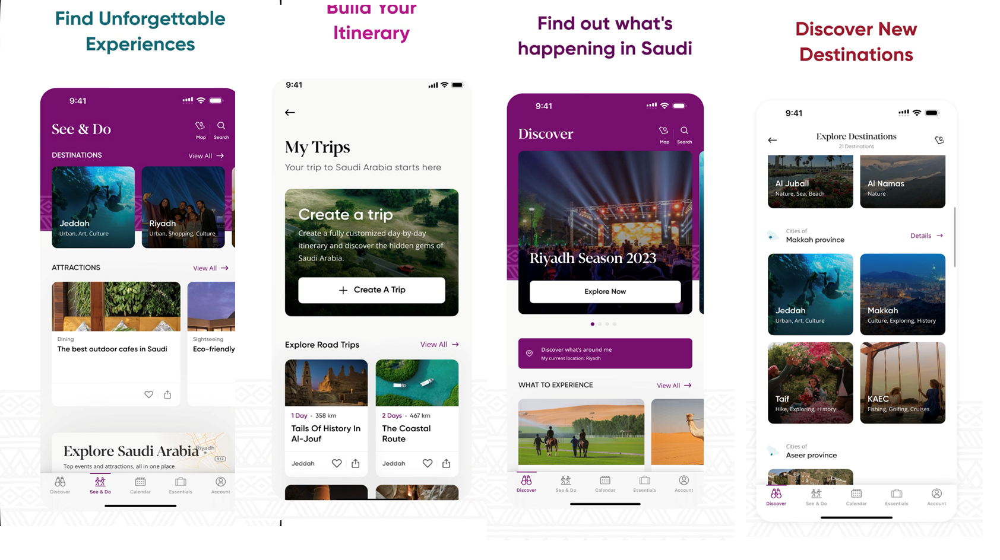 Find Unforgettable
Experiences
9:41
See & Do
Map
Search
DESTINATIONS
View All
Jeddah
Urban, Art, Culture
Riyadh
Urban, Shopping, Culture
ATTRACTIONS
View All
Dining
The best outdoor cafes in Saudi
Sightseeing
Eco-friendly
Explore Saudi Arabia
Riyadh
513
Top events and attractions, all in one place
Discover
See & Do
Calendar
Essentials
Account
Build Your
Itinerary
9:41
My Trips
Your trip to Saudi Arabia starts here
Create a trip
Create a fully customized day-by-day
itinerary and discover the hidden gems of
Saudi Arabia.
Create A Trip
Explore Road Trips
View All
1 Day • 358 km
Tails Of History In
Al-Jouf
Jeddah
2 Days • 467 km
The Coastal
Route
Jeddah
Find out what's
happening in Saudi
9:41
Discover
Map
Search
Riyadh Season 2023
Explore Now
Discover what's around me
My current location: Riyadh
WHAT TO EXPERIENCE
View All
Discover
See & Do
Calendar
Essentials
Account
Discover New
Destinations
9:41
Explore Destinations
21 Destinations
Al Jubail
Nature, Sea, Beach
Al Namas
Nature
Cities of
Makkah province
Details
Jeddah
Urban, Art, Culture
Makkah
Culture, Exploring, History
Taif
Hike, Exploring, History
KAEC
Fishing, Golfing, Cruises
Cities of
Aseer province
Discover
See & Do
Calendar
Essentials
Account